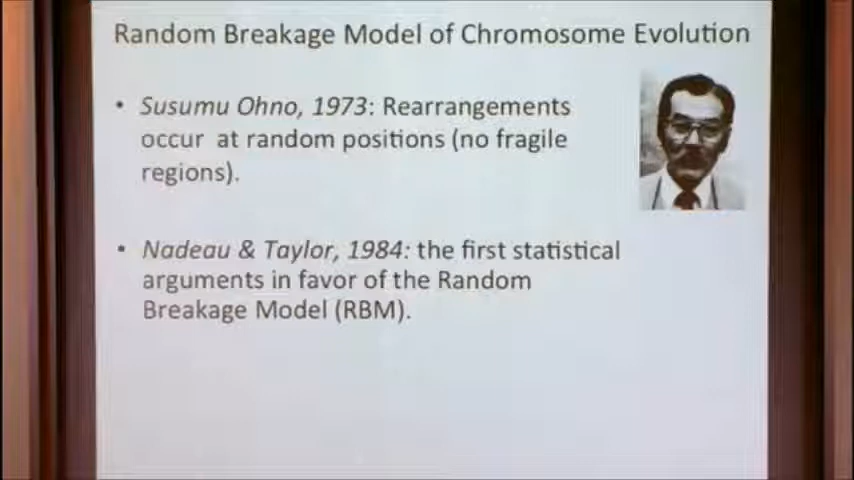 Random Breakage Model of Chromosome Evolution
• Susumu Ohno, 1973: Rearrangements
occur at random positions (no fragile
regions).
• Nadeau & Taylor, 1984: the first statistical
arguments in favor of the Random
Breakage Model (RBM).